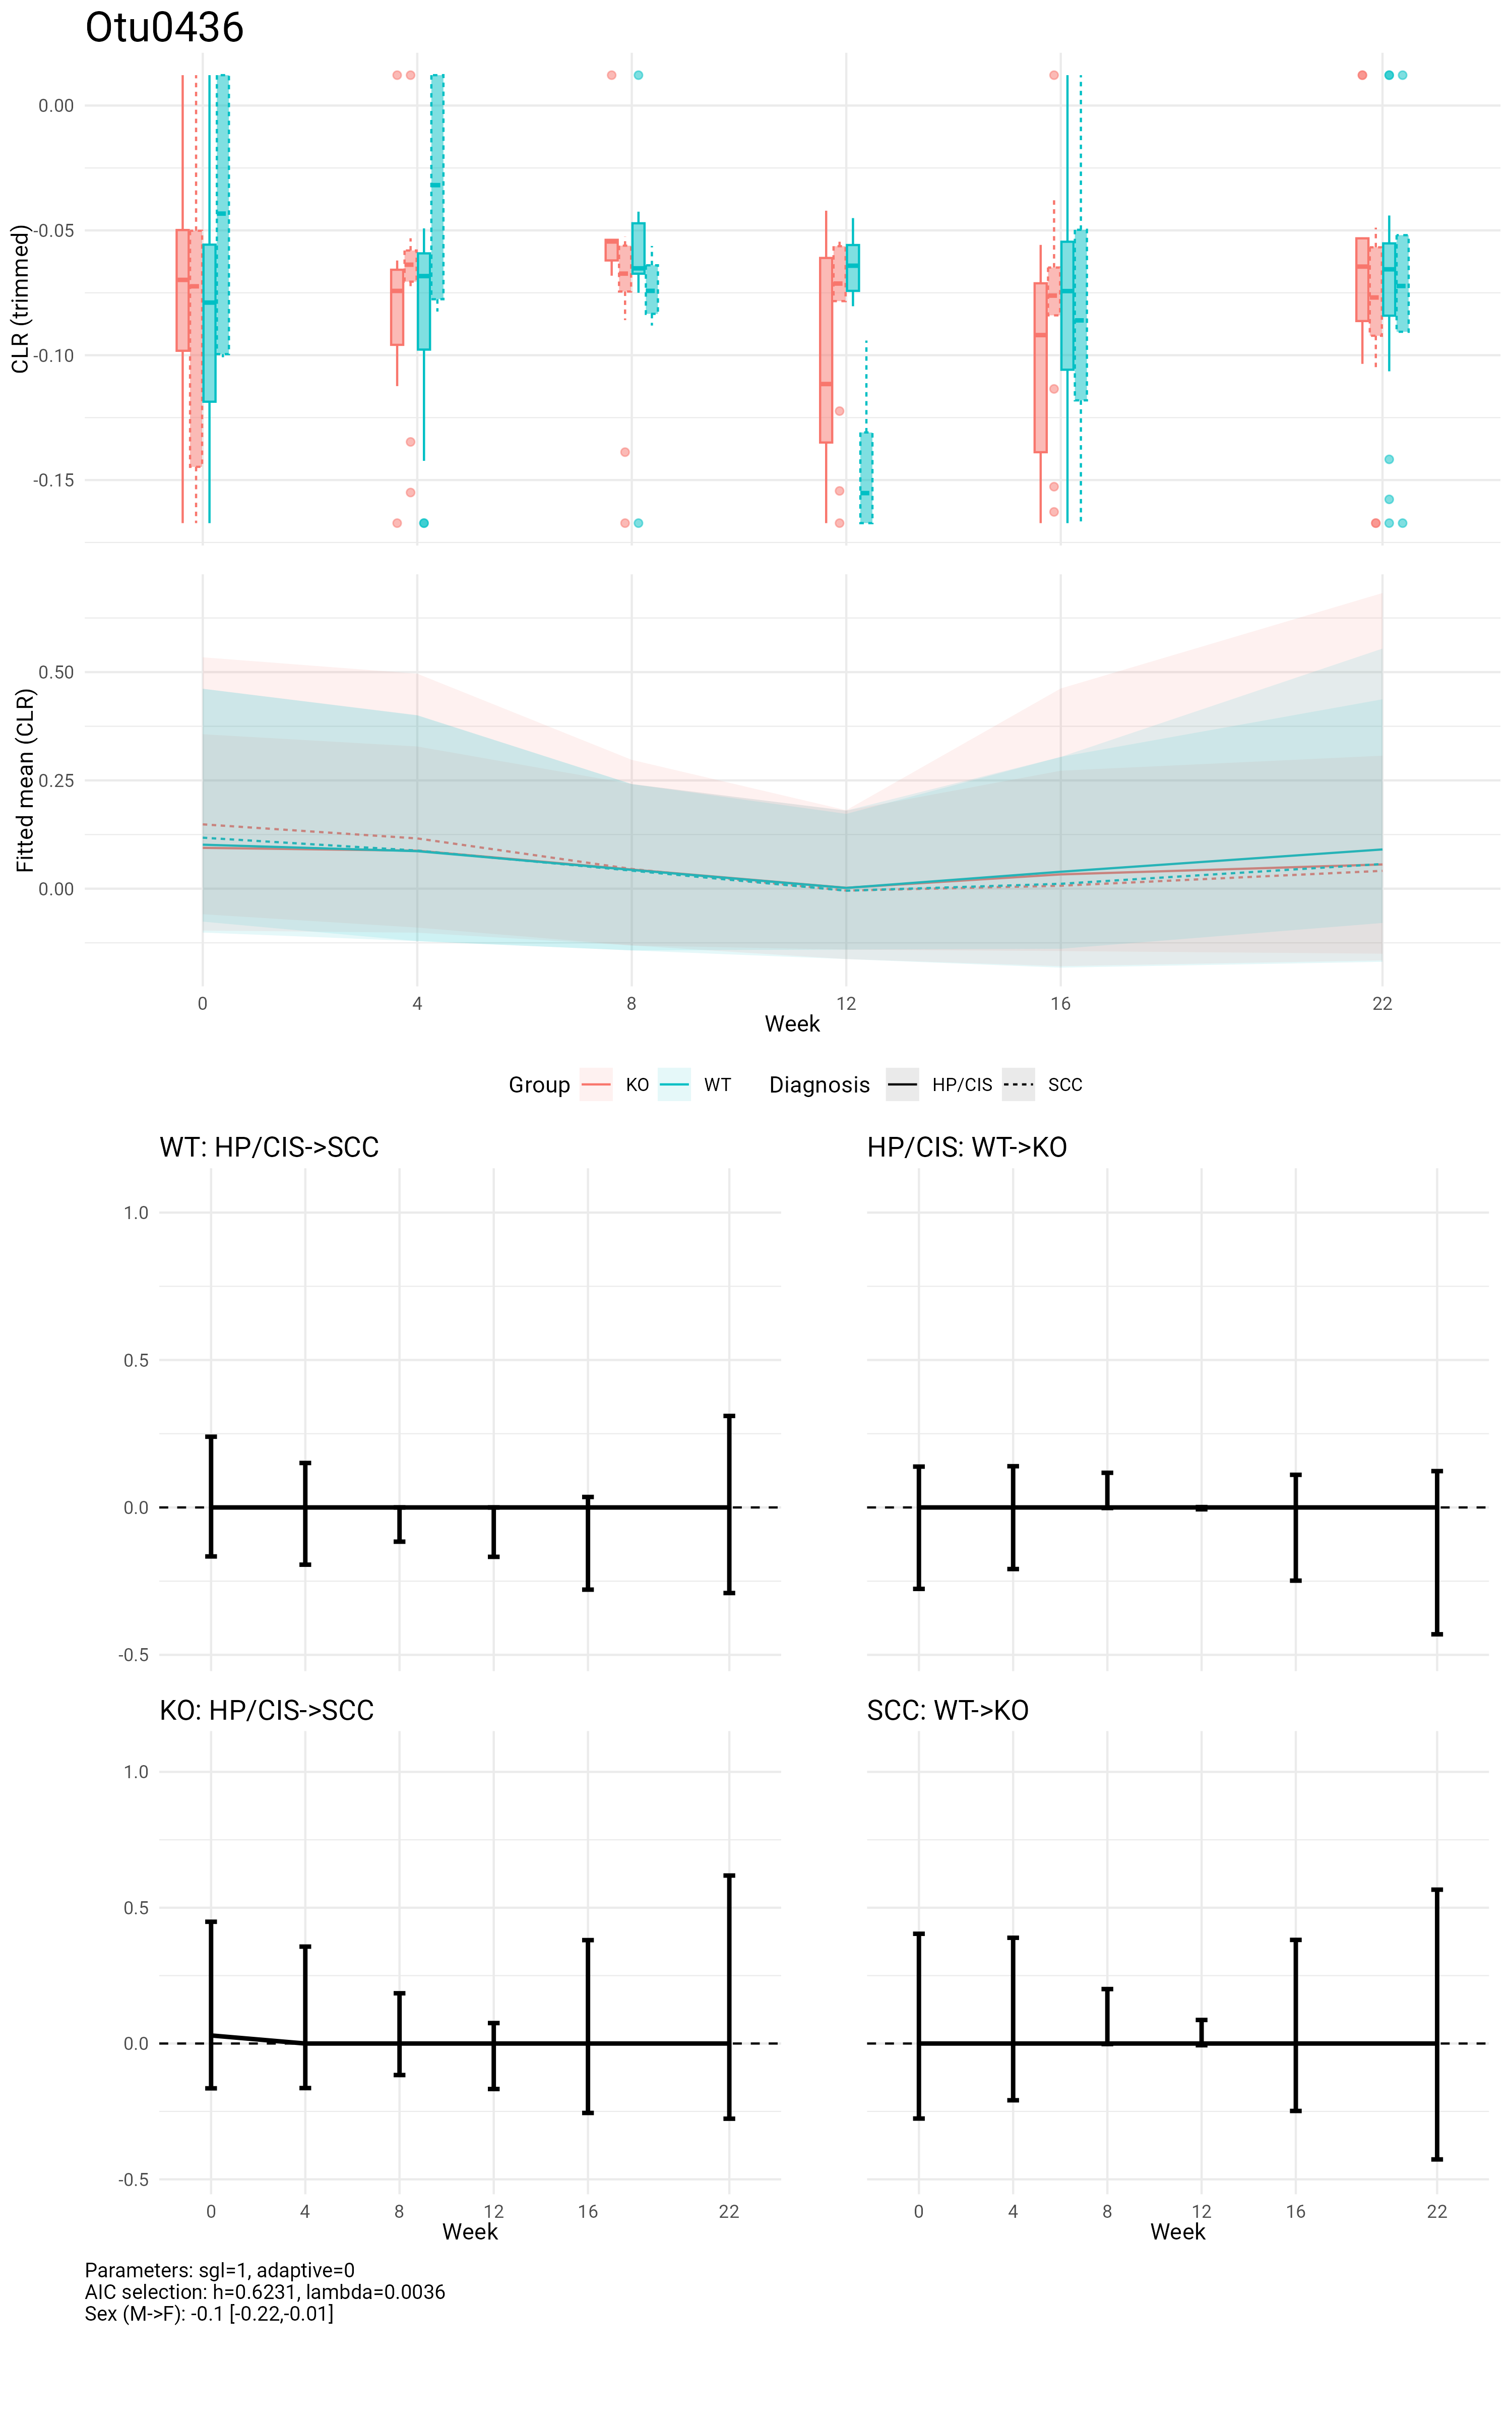 Otu0436
0.00
-0.05
-0.10
-0.15
CLR (trimmed)
0.50
0.25
0.00
Fitted mean (CLR)
0 4 8 12 16 22
Week
Group KO WT Diagnosis HP/CIS SCC
WT: HP/CIS->SCC HP/CIS: WT->KO
1.0
0.5
0.0
-0.5
KO: HP/CIS->SCC SCC: WT->KO
1.0
0.5
0.0
-0.5
0 4 8 12 16 22 0 4 8 12 16 22
Week Week
Parameters: sgl=1, adaptive=0
AIC selection: h=0.6231, lambda=0.0036
Sex (M->F): -0.1 [-0.22,-0.01]